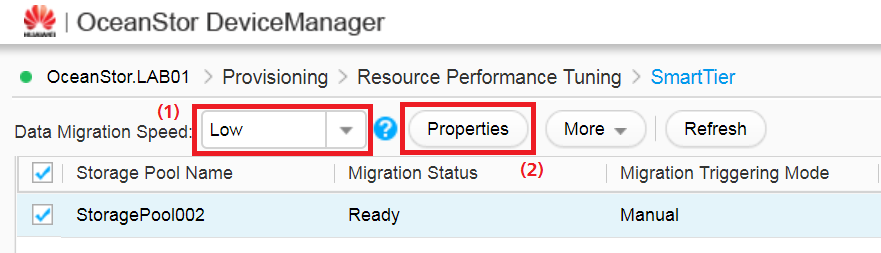 HUAWEI | OceanStor DeviceManager
OceanStor.LAB01 > Provisioning > Resource Performance Tuning > SmartTier
(1)
Data Migration Speed: Low ? Properties More Refresh
(2)
Storage Pool Name Migration Status Migration Triggering Mode
StoragePool002 Ready Manual